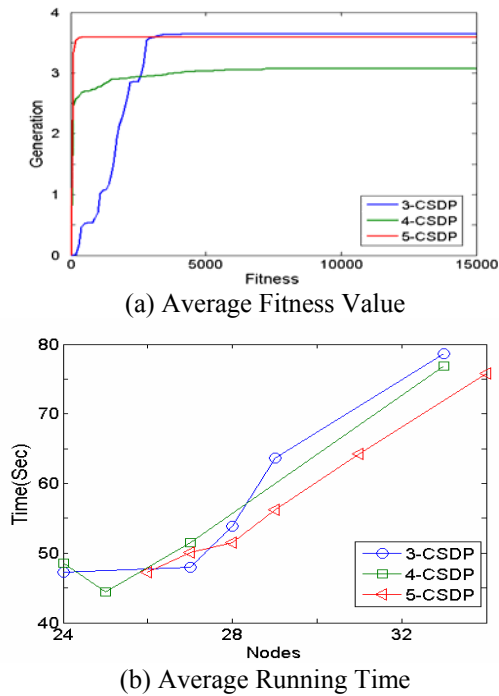 4
3
2
1
0
Generation
0
5000
10000
15000
Fitness
3-CSDP
4-CSDP
5-CSDP
(a) Average Fitness Value
80
70
60
50
40
Time(Sec)
24
28
32
Nodes
3-CSDP
4-CSDP
5-CSDP
(b) Average Running Time